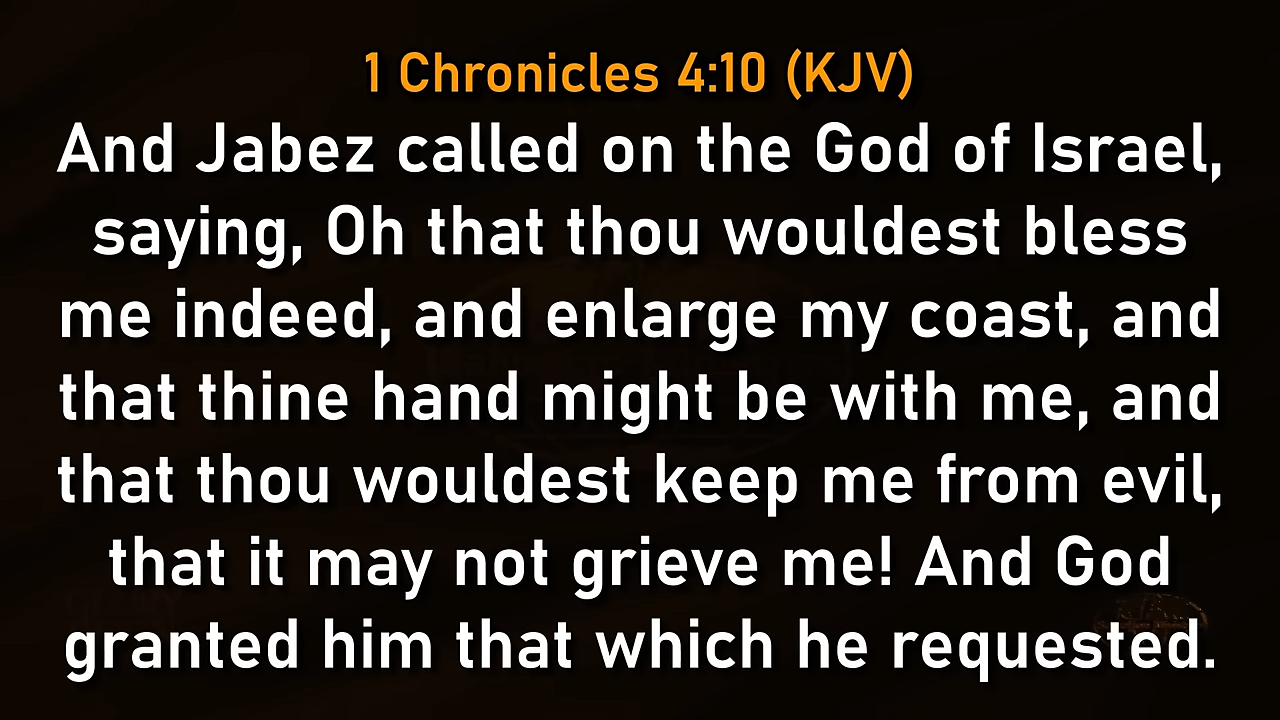 1 Chronicles 4:10 (KJV)
And Jabez called on the God of Israel,
saying, Oh that thou wouldest bless
me indeed, and enlarge my coast, and
that thine hand might be with me, and
that thou wouldest keep me from evil,
that it may not grieve me! And God
granted him that which he requested.